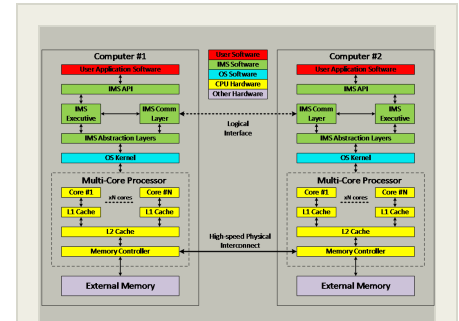 Computer #1
User Application Software
IMS API
IMS Executive
IMS Comm Layer
IMS Abstraction Layers
OS Kernel
Multi-Core Processor
Core #1
xN cores
Core #N
L1 Cache
L1 Cache
L2 Cache
Memory Controller
External Memory
User Software
IMS Software
OS Software
CPU Hardware
Other Hardware
Logical
Interface
High-speed Physical
Interconnect
Computer #2
User Application Software
IMS API
IMS Comm Layer
IMS Executive
IMS Abstraction Layers
OS Kernel
Multi-Core Processor
Core #1
xN cores
Core #N
L1 Cache
L1 Cache
L2 Cache
Memory Controller
External Memory